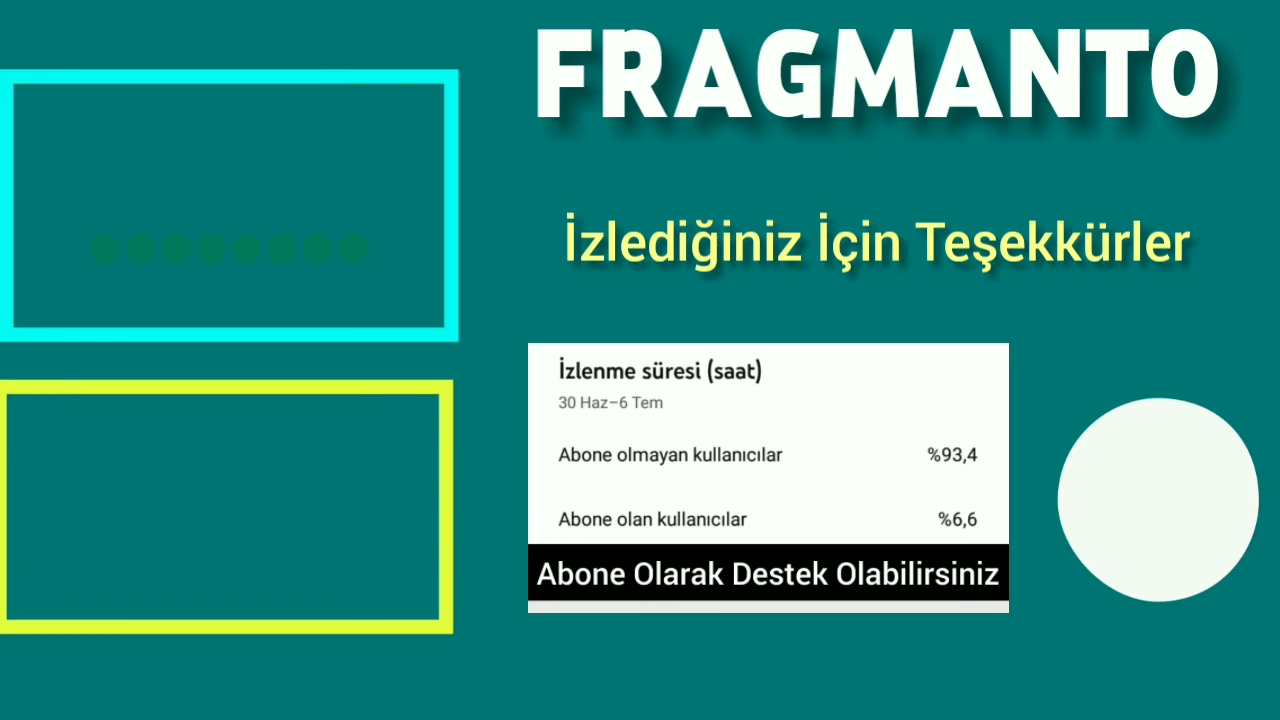 FRAGMANTO
İzlediğiniz İçin Teşekkürler
İzlenme süresi (saat)
30 Haz–6 Tem
Abone olmayan kullanıcılar %93,4
Abone olan kullanıcılar %6,6
Abone Olarak Destek Olabilirsiniz